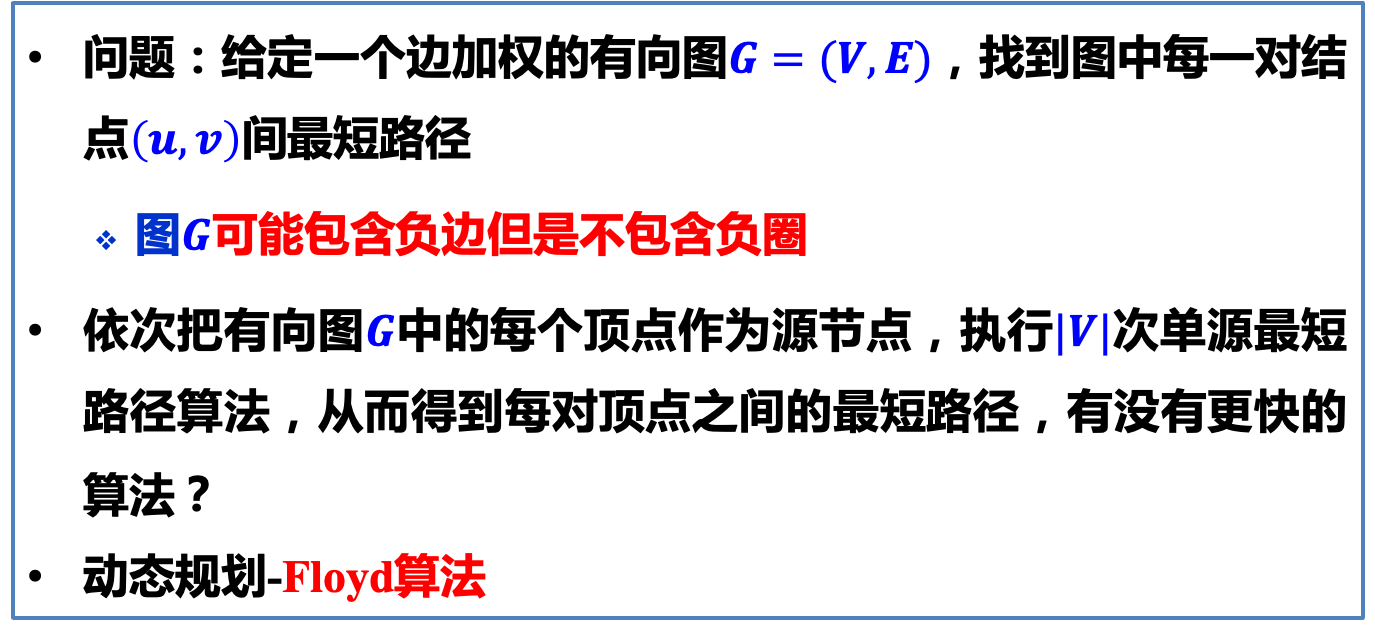 • 问题：给定一个边加权的有向图G = (V, E)，找到图中每一对结
点(u, v)间最短路径
❖ 图G可能包含负边但是不包含负圈
• 依次把有向图G中的每个顶点作为源节点，执行|V|次单源最短
路径算法，从而得到每对顶点之间的最短路径，有没有更快的
算法？
• 动态规划-Floyd算法